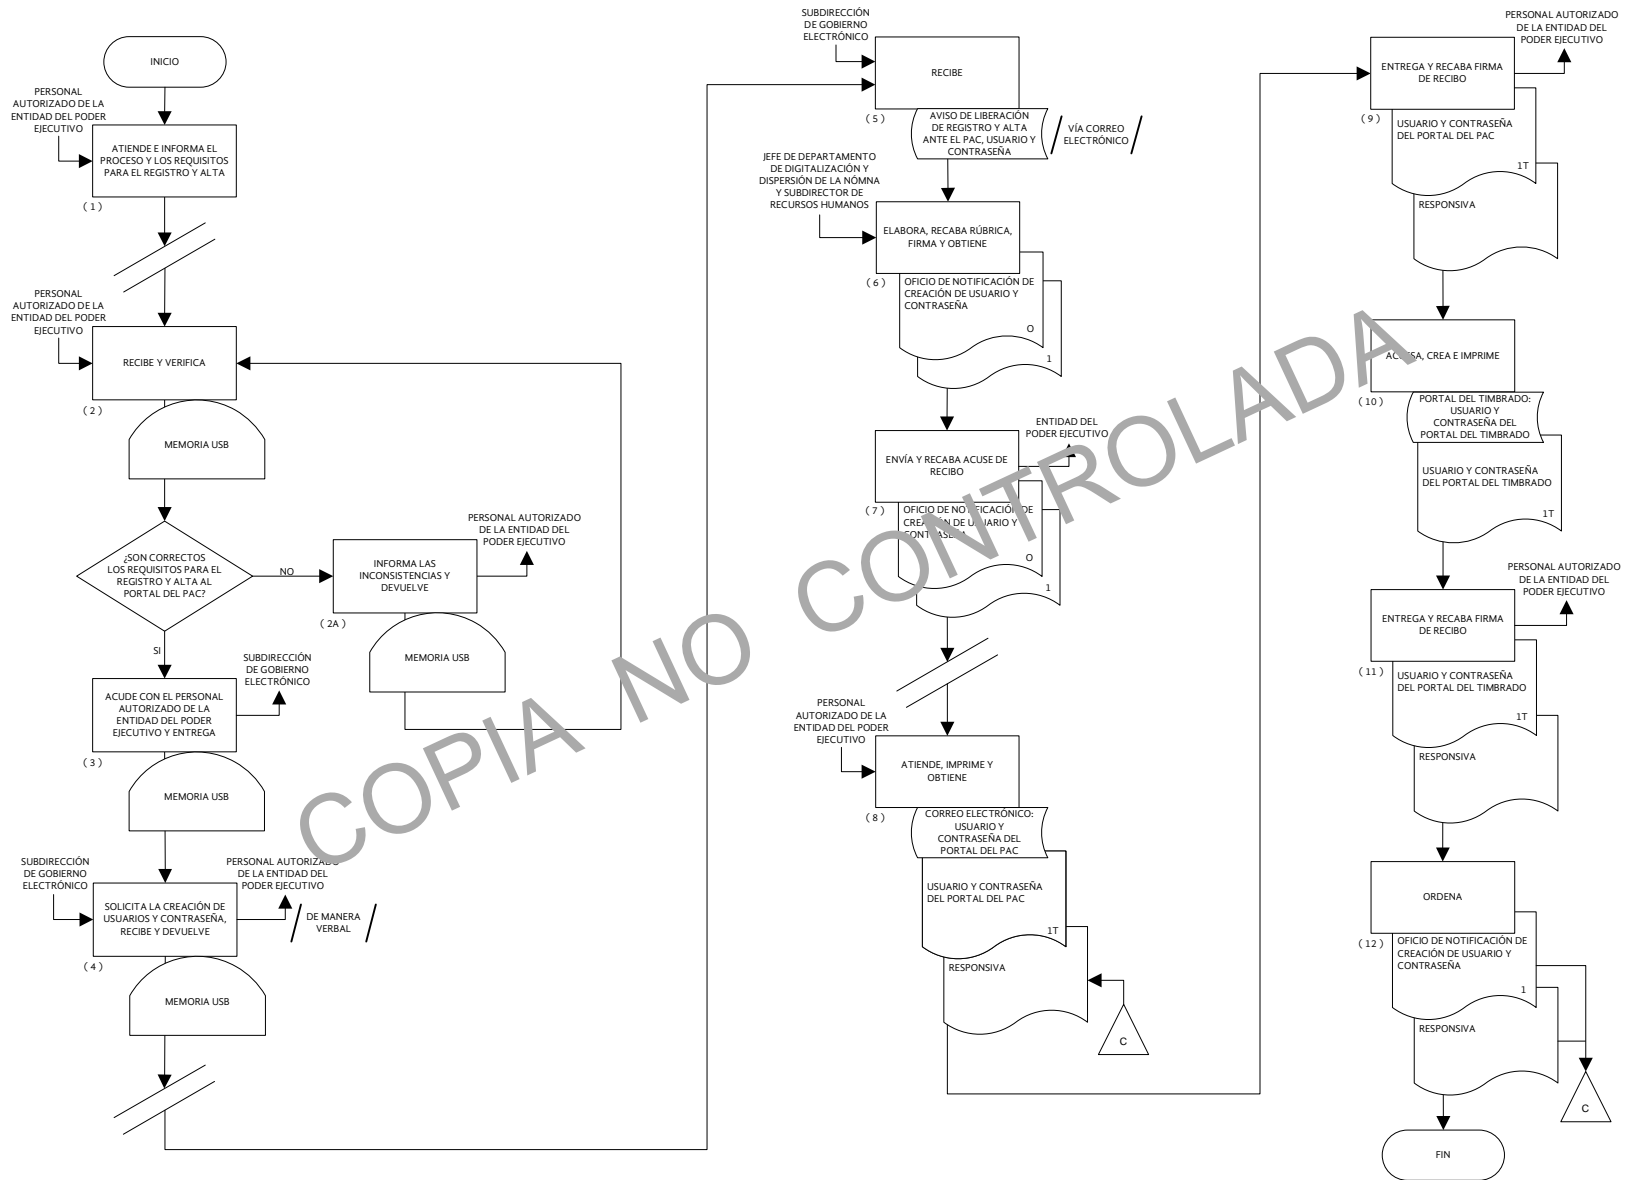 INICIO
PERSONAL
AUTORIZADO DE LA
ENTIDAD DEL PODER
EJECUTIVO
ATIENDE E INFORMA EL
PROCESO Y LOS REQUISITOS
PARA EL REGISTRO Y ALTA
( 1 )
PERSONAL
AUTORIZADO DE LA
ENTIDAD DEL PODER
EJECUTIVO
RECIBE Y VERIFICA
( 2 )
MEMORIA USB
¿SON CORRECTOS
LOS REQUISITOS PARA EL
REGISTRO Y ALTA AL
PORTAL DEL PAC?
NO
INFORMA LAS
INCONSISTENCIAS Y
DEVUELVE
PERSONAL AUTORIZADO
DE LA ENTIDAD DEL
PODER EJECUTIVO
( 2A )
MEMORIA USB
SI
ACUDE CON EL PERSONAL
AUTORIZADO DE LA
ENTIDAD DEL PODER
EJECUTIVO Y ENTREGA
SUBDIRECCIÓN
DE GOBIERNO
ELECTRÓNICO
( 3 )
MEMORIA USB
SUBDIRECCIÓN
DE GOBIERNO
ELECTRÓNICO
SOLICITA LA CREACIÓN DE
USUARIOS Y CONTRASEÑA,
RECIBE Y DEVUELVE
PERSONAL AUTORIZADO
DE LA ENTIDAD DEL
PODER EJECUTIVO
DE MANERA
VERBAL
( 4 )
MEMORIA USB
SUBDIRECCIÓN
DE GOBIERNO
ELECTRÓNICO
RECIBE
( 5 )
AVISO DE LIBERACIÓN
DE REGISTRO Y ALTA
ANTE EL PAC, USUARIO Y
CONTRASEÑA
VÍA CORREO
ELECTRÓNICO
JEFE DE DEPARTAMENTO
DE DIGITALIZACIÓN Y
DISPERSIÓN DE LA NÓMNA
Y SUBDIRECTOR DE
RECURSOS HUMANOS
ELABORA, RECABA RÚBRICA,
FIRMA Y OBTIENE
( 6 )
OFICIO DE NOTIFICACIÓN DE
CREACIÓN DE USUARIO Y
CONTRASEÑA
O
1
ENVÍA Y RECABA ACUSE DE
RECIBO
ENTIDAD DEL
PODER EJECUTIVO
( 7 )
OFICIO DE NOTIFICACIÓN DE
CREACIÓN DE USUARIO Y
CONTRASEÑA
O
1
PERSONAL
AUTORIZADO DE LA
ENTIDAD DEL PODER
EJECUTIVO
ATIENDE, IMPRIME Y
OBTIENE
( 8 )
CORREO ELECTRÓNICO:
USUARIO Y
CONTRASEÑA DEL
PORTAL DEL PAC
USUARIO Y CONTRASEÑA
DEL PORTAL DEL PAC
1T
RESPONSIVA
C
ENTREGA Y RECABA FIRMA
DE RECIBO
PERSONAL AUTORIZADO
DE LA ENTIDAD DEL
PODER EJECUTIVO
( 9 )
USUARIO Y CONTRASEÑA
DEL PORTAL DEL PAC
1T
RESPONSIVA
ACCESA, CREA E IMPRIME
( 10 )
PORTAL DEL TIMBRADO:
USUARIO Y
CONTRASEÑA DEL
PORTAL DEL TIMBRADO
USUARIO Y CONTRASEÑA
DEL PORTAL DEL TIMBRADO
1T
ENTREGA Y RECABA FIRMA
DE RECIBO
PERSONAL AUTORIZADO
DE LA ENTIDAD DEL
PODER EJECUTIVO
( 11 )
USUARIO Y CONTRASEÑA
DEL PORTAL DEL TIMBRADO
1T
RESPONSIVA
ORDENA
( 12 )
OFICIO DE NOTIFICACIÓN DE
CREACIÓN DE USUARIO Y
CONTRASEÑA
1
RESPONSIVA
C
FIN
COPIA NO CONTROLADA